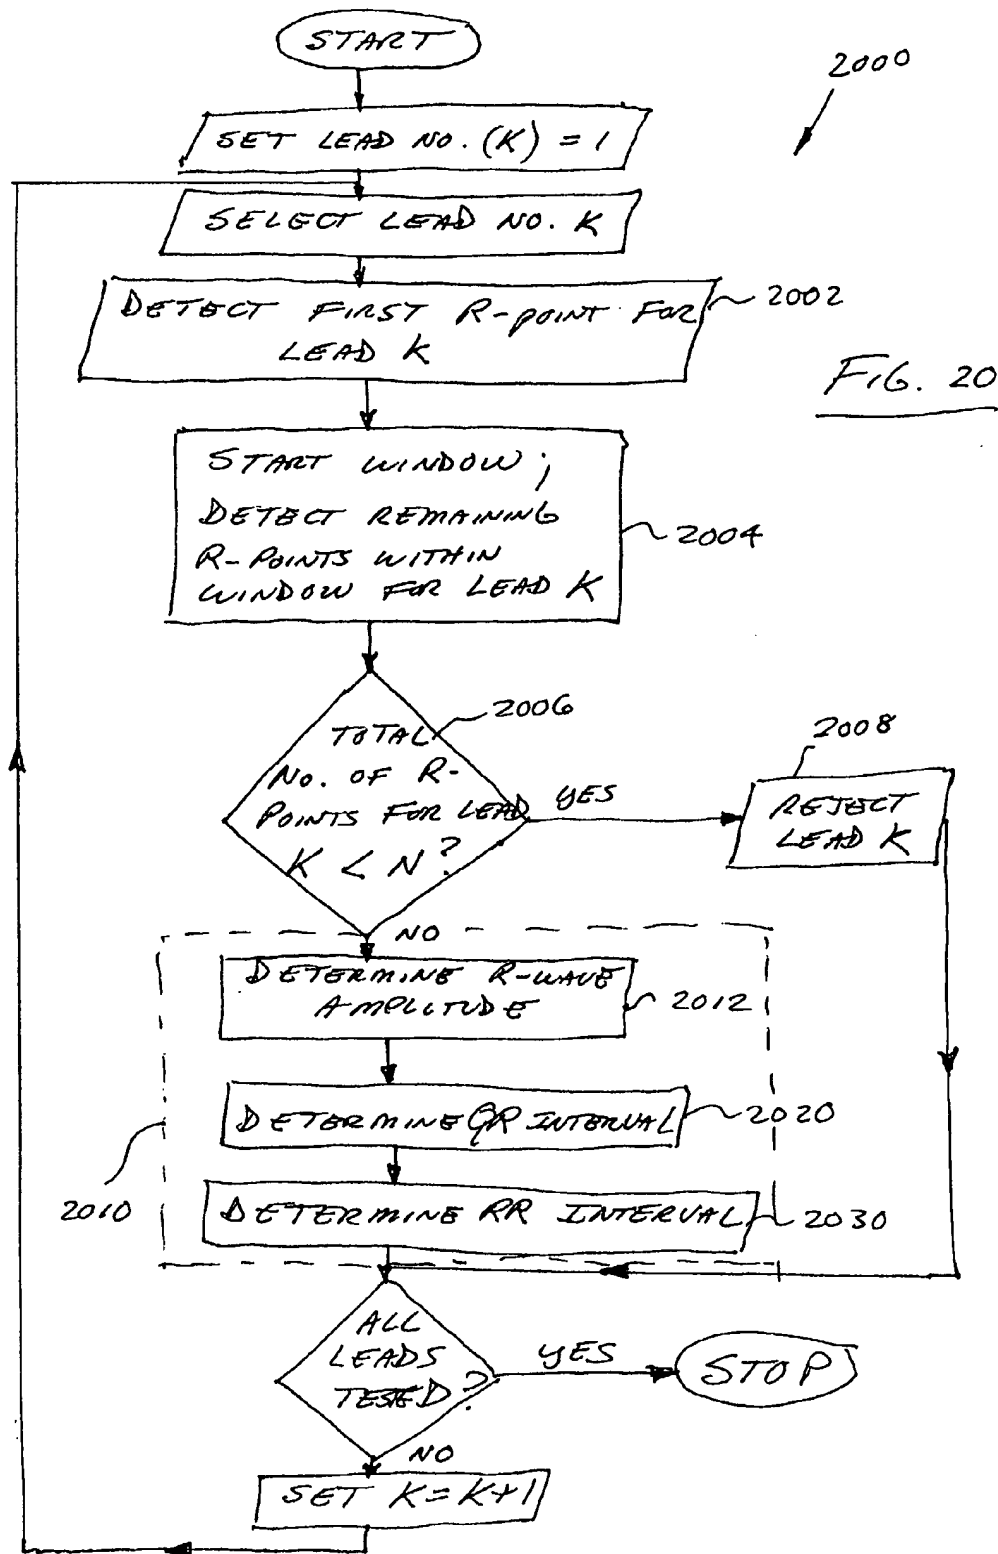 START
2000
SET LEAD NO. (K) = 1
SELECT LEAD NO. K
DETECT FIRST R-POINT FOR
LEAD K
2002
FIG. 20
START WINDOW;
DETECT REMAINING
R-POINTS WITHIN
WINDOW FOR LEAD K
2004
TOTAL
NO. OF R-
POINTS FOR LEAD
K < N?
2006
YES
2008
REJECT
LEAD K
NO
DETERMINE R-WAVE
AMPLITUDE
2012
DETERMINE QR INTERVAL
2020
2010
DETERMINE RR INTERVAL
2030
ALL
LEADS
TESTED?
YES
STOP
NO
SET K=K+1